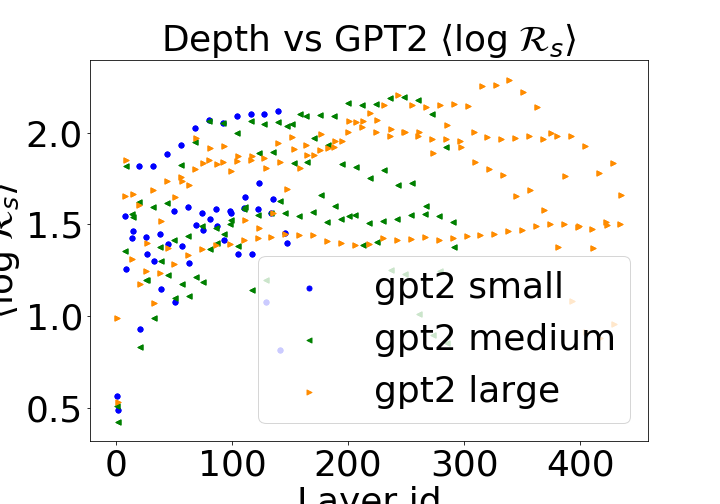 Depth vs GPT2 ⟨log ℛₛ⟩
⟨log ℛₛ⟩
2.0
1.5
1.0
0.5
gpt2 small
gpt2 medium
gpt2 large
0 100 200 300 400
Layer id